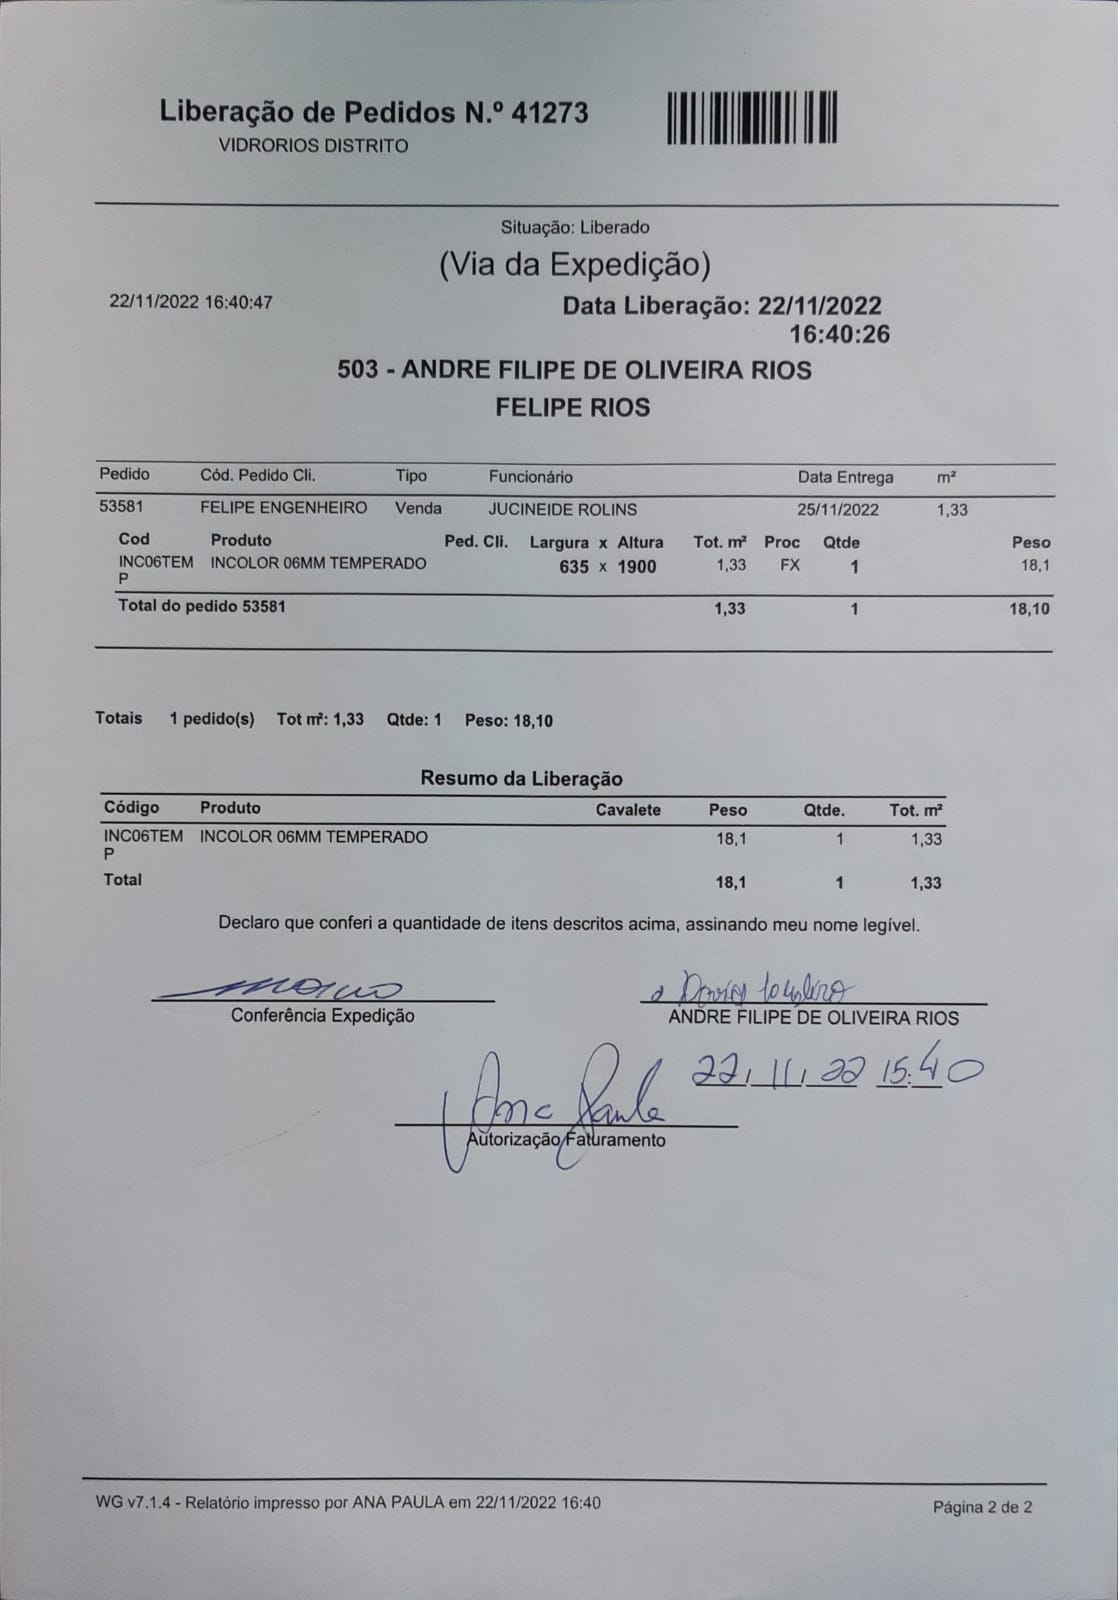 Liberação de Pedidos N.º 41273
VIDRORIOS DISTRITO
Situação: Liberado
(Via da Expedição)
22/11/2022 16:40:47 Data Liberação: 22/11/2022
16:40:26
503 - ANDRE FILIPE DE OLIVEIRA RIOS
FELIPE RIOS
Pedido Cód. Pedido Cli. Tipo Funcionário Data Entrega m²
53581 FELIPE ENGENHEIRO Venda JUCINEIDE ROLINS 25/11/2022 1,33
Cod Produto Ped. Cli. Largura x Altura Tot. m² Proc Qtde Peso
INC06TEM INCOLOR 06MM TEMPERADO 635 x 1900 1,33 FX 1 18,1
P
Total do pedido 53581 1,33 1 18,10
Totais 1 pedido(s) Tot m²: 1,33 Qtde: 1 Peso: 18,10
Resumo da Liberação
Código Produto Cavalete Peso Qtde. Tot. m²
INC06TEM INCOLOR 06MM TEMPERADO 18,1 1 1,33
P
Total 18,1 1 1,33
Declaro que conferi a quantidade de itens descritos acima, assinando meu nome legível.
Conferência Expedição ANDRE FILIPE DE OLIVEIRA RIOS
22/11/22 15:40
Ana Paula
Autorização Faturamento
WG v7.1.4 - Relatório impresso por ANA PAULA em 22/11/2022 16:40 Página 2 de 2